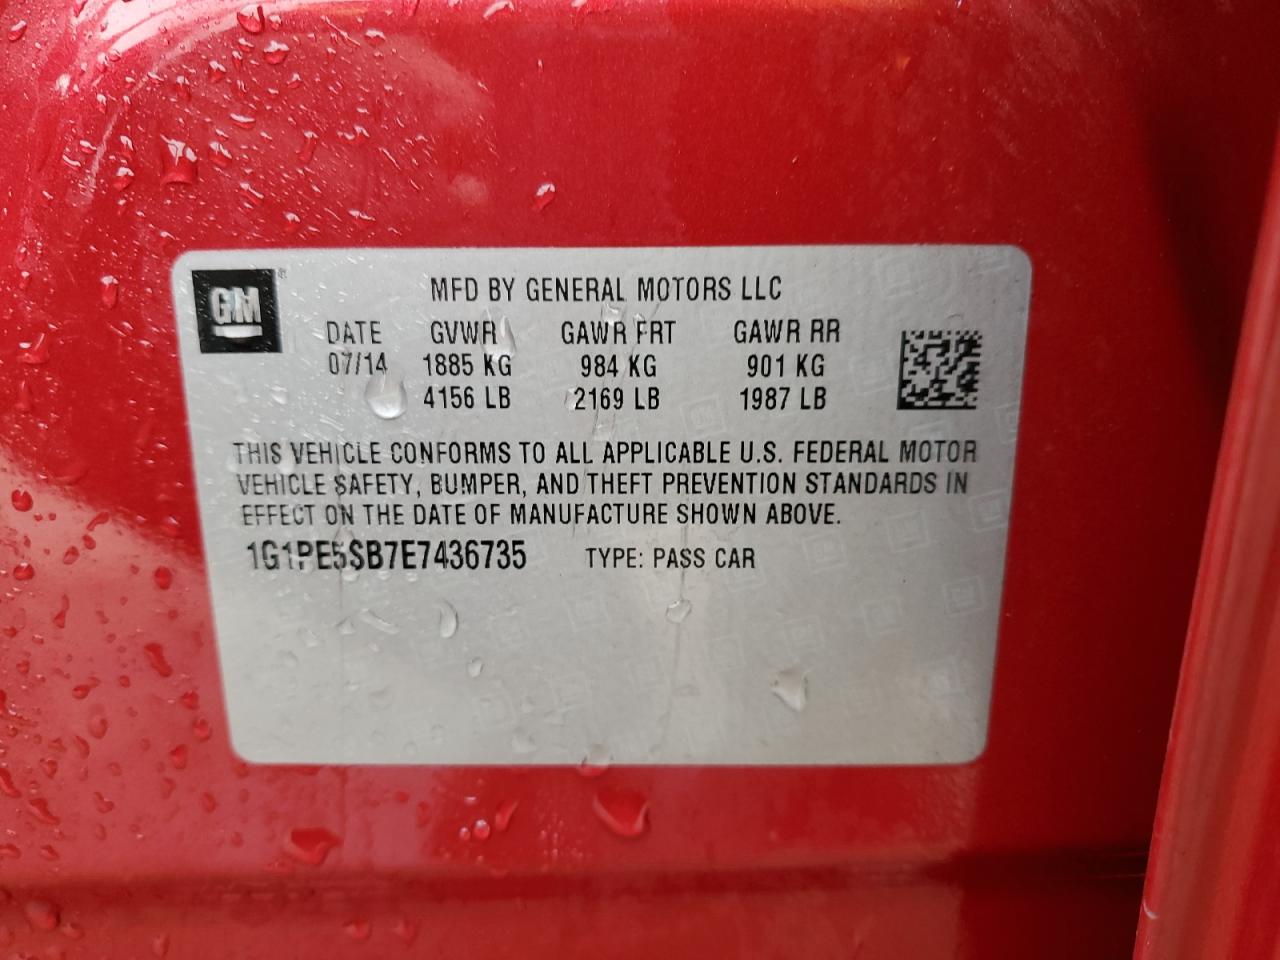 GM®
MFD BY GENERAL MOTORS LLC
DATE GVWR GAWR FRT GAWR RR
07/14 1885 KG 984 KG 901 KG
4156 LB 2169 LB 1987 LB
THIS VEHICLE CONFORMS TO ALL APPLICABLE U.S. FEDERAL MOTOR
VEHICLE SAFETY, BUMPER, AND THEFT PREVENTION STANDARDS IN
EFFECT ON THE DATE OF MANUFACTURE SHOWN ABOVE.
1G1PE5SB7E7436735 TYPE: PASS CAR